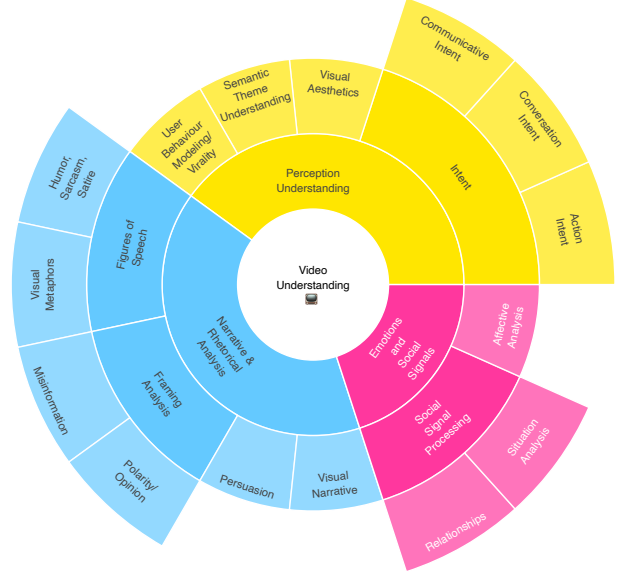 Communicative
Intent
Conversation
Intent
Action
Intent
Intent
Visual
Aesthetics
Semantic
Theme
Understanding
User
Behaviour
Modeling/
Virality
Perception
Understanding
Humor,
Sarcasm,
Satire
Visual
Metaphors
Figures of
Speech
Misinformation
Polarity/
Opinion
Framing
Analysis
Narrative &
Rhetorical
Analysis
Persuasion
Visual
Narrative
Video
Understanding
Emotions
and
Social
Signals
Affective
Analysis
Social
Signal
Processing
Situation
Analysis
Relationships